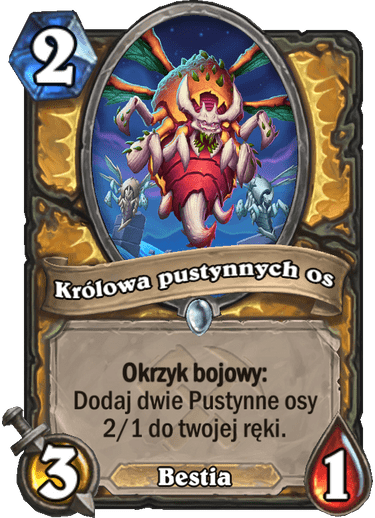 2
Królowa pustynnych os
Okrzyk bojowy:
Dodaj dwie Pustynne osy
2/1 do twojej ręki.
3
Bestia
1